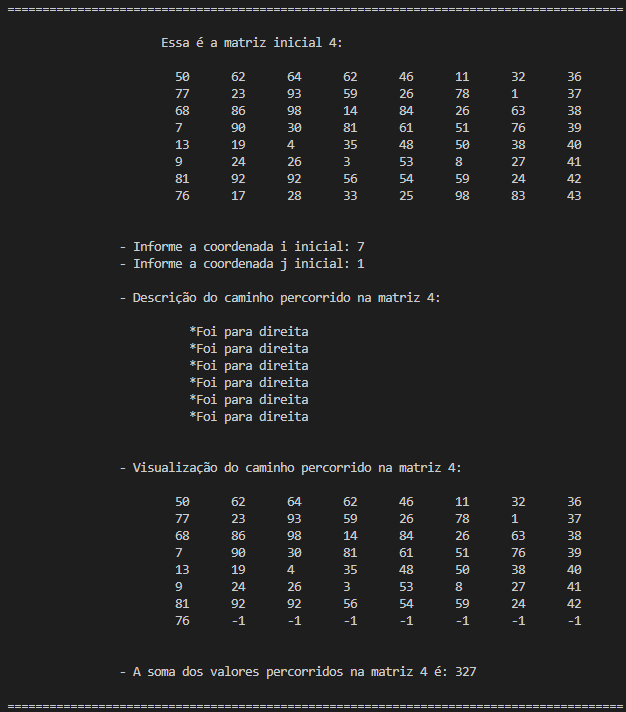 ========================================================================================
Essa é a matriz inicial 4:
50 62 64 62 46 11 32 36
77 23 93 59 26 78 1 37
68 86 98 14 84 26 63 38
7 90 30 81 61 51 76 39
13 19 4 35 48 50 38 40
9 24 26 3 53 8 27 41
81 92 92 56 54 59 24 42
76 17 28 33 25 98 83 43
- Informe a coordenada i inicial: 7
- Informe a coordenada j inicial: 1
- Descrição do caminho percorrido na matriz 4:
*Foi para direita
*Foi para direita
*Foi para direita
*Foi para direita
*Foi para direita
*Foi para direita
- Visualização do caminho percorrido na matriz 4:
50 62 64 62 46 11 32 36
77 23 93 59 26 78 1 37
68 86 98 14 84 26 63 38
7 90 30 81 61 51 76 39
13 19 4 35 48 50 38 40
9 24 26 3 53 8 27 41
81 92 92 56 54 59 24 42
76 -1 -1 -1 -1 -1 -1 -1
- A soma dos valores percorridos na matriz 4 é: 327
========================================================================================